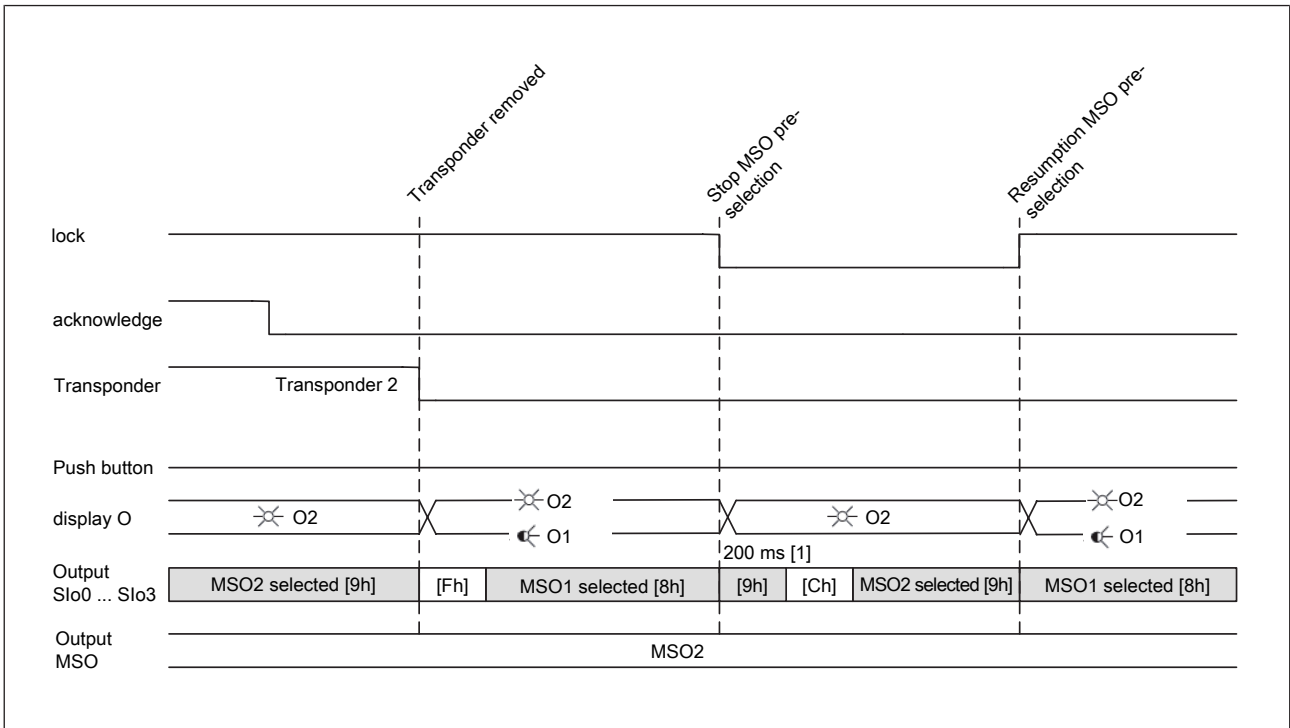 Transponder removed
Stop MSO pre-
selection
Resumption MSO pre-
selection
lock
acknowledge
Transponder
Transponder 2
Push button
display O
O2
O2
O1
O2
O2
O1
200 ms [1]
Output
SIo0 ... SIo3
MSO2 selected [9h]
[Fh]
MSO1 selected [8h]
[9h]
[Ch]
MSO2 selected [9h]
MSO1 selected [8h]
Output
MSO
MSO2